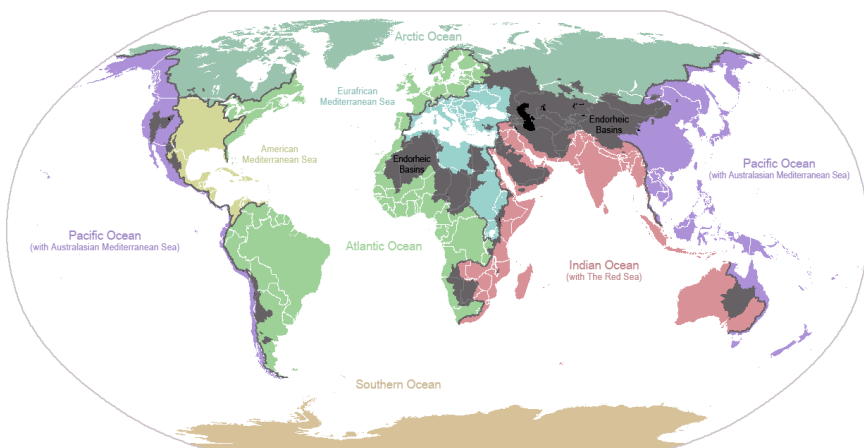 Arctic Ocean
Eurafrican
Mediterranean Sea
Endorheic
Basins
American
Mediterranean Sea
Endorheic
Basins
Pacific Ocean
(with Australasian Mediterranean Sea)
Pacific Ocean
(with Australasian Mediterranean Sea)
Atlantic Ocean
Indian Ocean
(with The Red Sea)
Southern Ocean